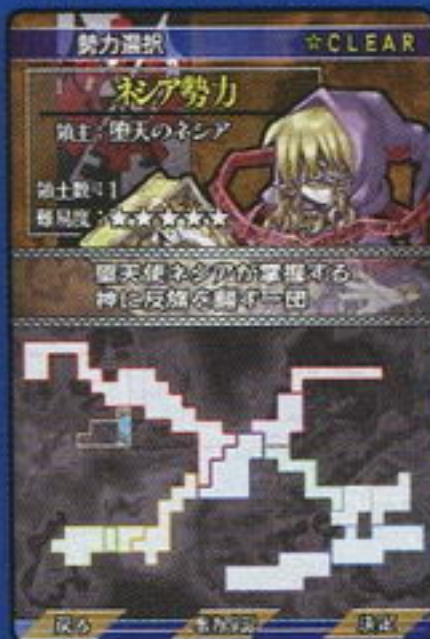 勢力選択 ☆CLEAR
ネシア勢力
領主:堕天のネシア
領土数:1
難易度:★★★★★
堕天使ネシアが掌握する
神に反旗を翻す一団
戻る 決定